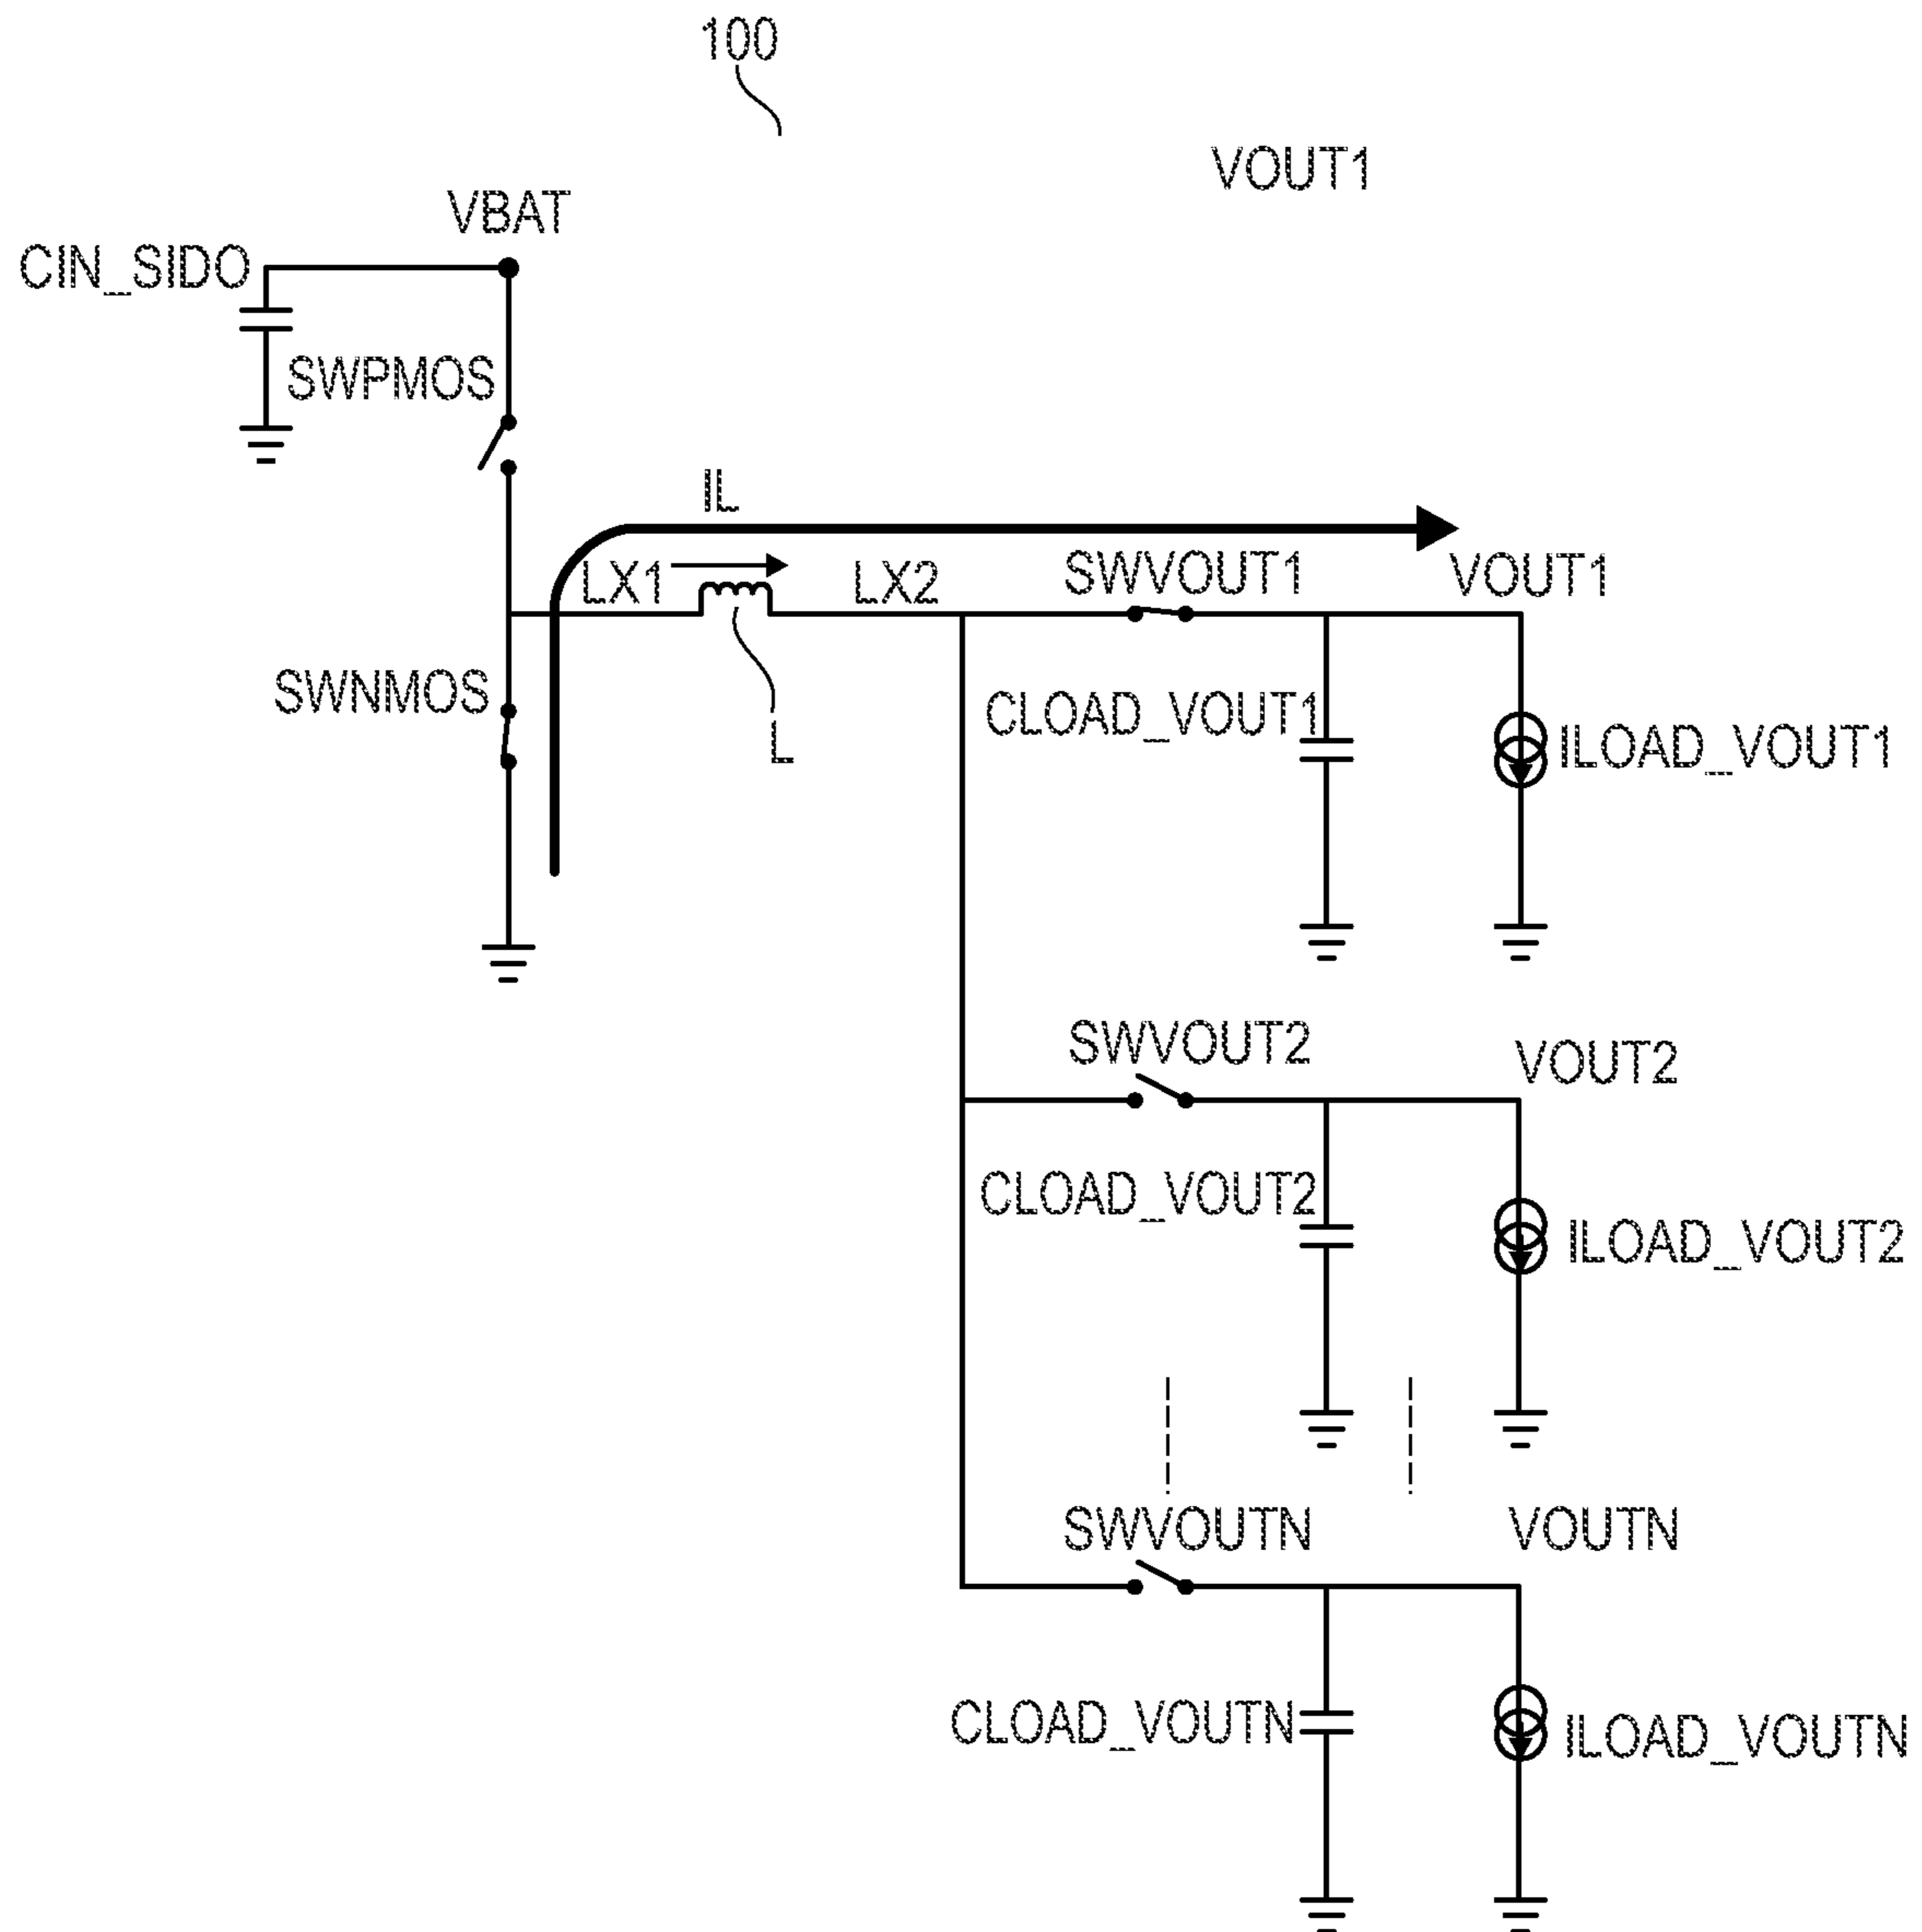 100
VOUT1
VBAT
CIN_SIDO
SWPMOS
IL
LX1
LX2
SWVOUT1
VOUT1
SWNMOS
L
CLOAD_VOUT1
ILOAD_VOUT1
SWVOUT2
VOUT2
CLOAD_VOUT2
ILOAD_VOUT2
SWVOUTN
VOUTN
CLOAD_VOUTN
ILOAD_VOUTN